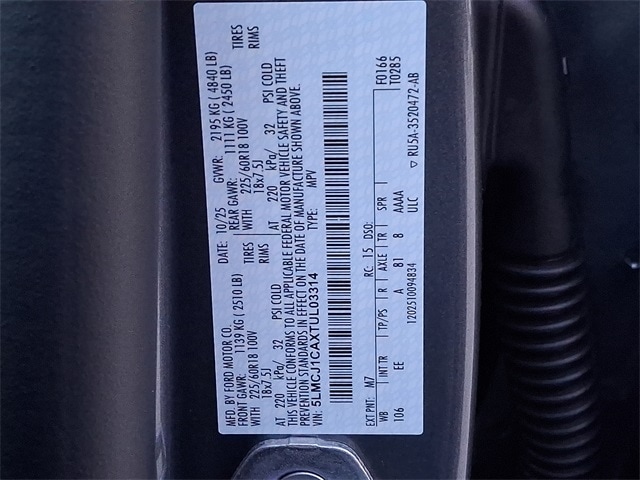 MFD. BY FORD MOTOR CO.
DATE: 10/25 GVWR: 2195 KG ( 4840 LB)
FRONT GAWR: 1139 KG ( 2510 LB) REAR GAWR: 1111 KG ( 2450 LB)
WITH 225/60R18 100V TIRES WITH 225/60R18 100V TIRES
18x7.5J RIMS 18x7.5J RIMS
AT 220 kPa/ 32 PSI COLD AT 220 kPa/ 32 PSI COLD
THIS VEHICLE CONFORMS TO ALL APPLICABLE FEDERAL MOTOR VEHICLE SAFETY AND THEFT
PREVENTION STANDARDS IN EFFECT ON THE DATE OF MANUFACTURE SHOWN ABOVE.
VIN: 5LMCJ1CAXTUL03314 TYPE: MPV
F0166
EXT PNT: M7 RC: 15 DSO: T0285
WB INT TR TP/PS R AXLE TR SPR RU5A-3520472-AB
106 EE A 81 8 AAAA
1202510094834 ULC